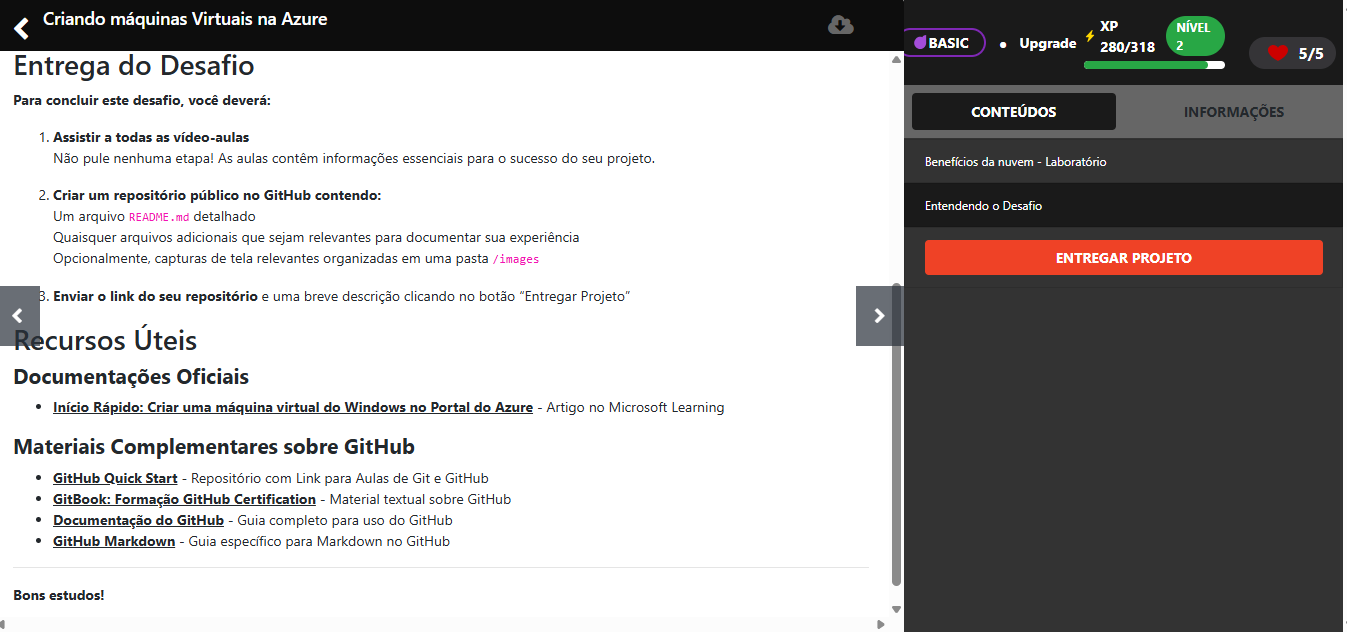 Criando máquinas Virtuais na Azure
Entrega do Desafio
Para concluir este desafio, você deverá:
1. Assistir a todas as vídeo-aulas
Não pule nenhuma etapa! As aulas contêm informações essenciais para o sucesso do seu projeto.
2. Criar um repositório público no GitHub contendo:
Um arquivo README.md detalhado
Quaisquer arquivos adicionais que sejam relevantes para documentar sua experiência
Opcionalmente, capturas de tela relevantes organizadas em uma pasta /images
3. Enviar o link do seu repositório e uma breve descrição clicando no botão “Entregar Projeto”
Recursos Úteis
Documentações Oficiais
• Início Rápido: Criar uma máquina virtual do Windows no Portal do Azure - Artigo no Microsoft Learning
Materiais Complementares sobre GitHub
• GitHub Quick Start - Repositório com Link para Aulas de Git e GitHub
• GitBook: Formação GitHub Certification - Material textual sobre GitHub
• Documentação do GitHub - Guia completo para uso do GitHub
• GitHub Markdown - Guia específico para Markdown no GitHub
Bons estudos!
BASIC • Upgrade
XP
280/318
NÍVEL
2
5/5
CONTEÚDOS
INFORMAÇÕES
Benefícios da nuvem - Laboratório
Entendendo o Desafio
ENTREGAR PROJETO